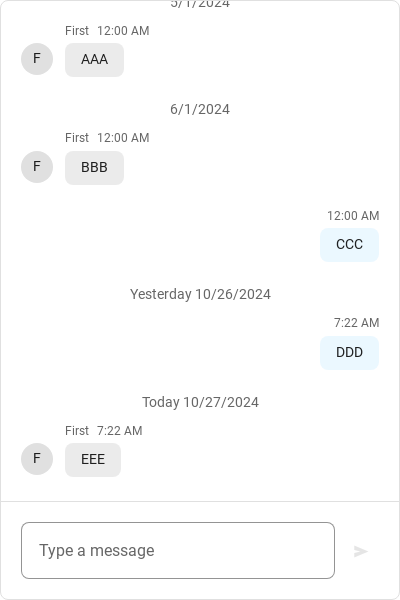 5/1/2024
First 12:00 AM
F
AAA
6/1/2024
First 12:00 AM
F
BBB
12:00 AM
CCC
Yesterday 10/26/2024
7:22 AM
DDD
Today 10/27/2024
First 7:22 AM
F
EEE
Type a message